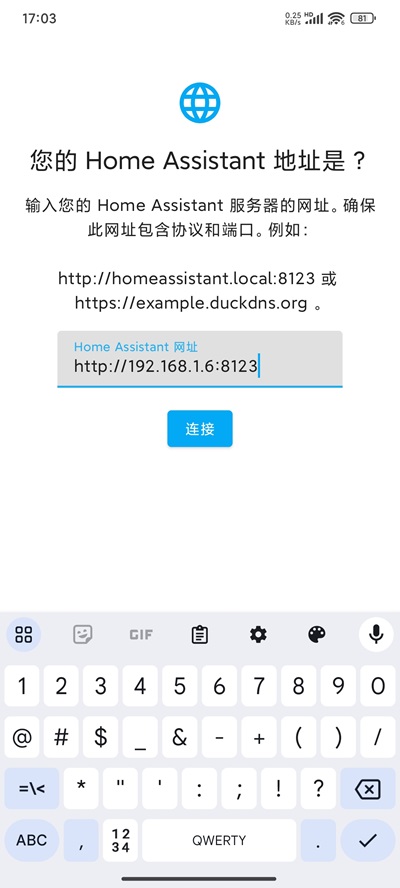 17:03
0.25 KB/s HD 6 81
您的 Home Assistant 地址是？
输入您的 Home Assistant 服务器的网址。确保
此网址包含协议和端口。例如：
http://homeassistant.local:8123 或
https://example.duckdns.org 。
Home Assistant 网址
http://192.168.1.6:8123
连接
GIF
1 2 3 4 5 6 7 8 9 0
@ # $ _ & - + ( ) /
=\< * " ' : ; ! ?
ABC , 12 34 QWERTY .